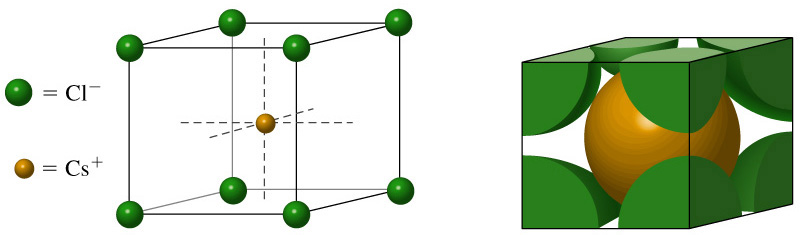 = Cl⁻
= Cs⁺